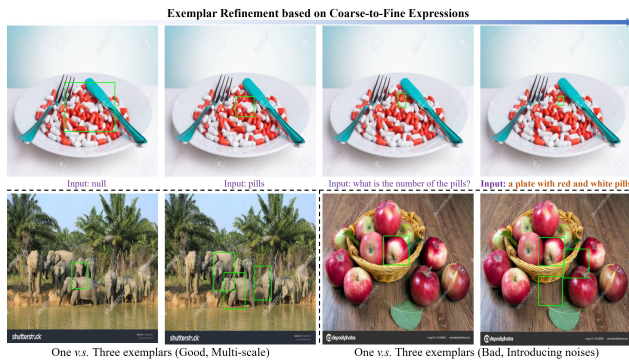 Exemplar Refinement based on Coarse-to-Fine Expressions
Input: null
Input: pills
Input: what is the number of the pills?
Input: a plate with red and white pills
shutterstock
shutterstock
depositphotos
depositphotos
One v.s. Three exemplars (Good, Multi-scale)
One v.s. Three exemplars (Bad, Introducing noises)